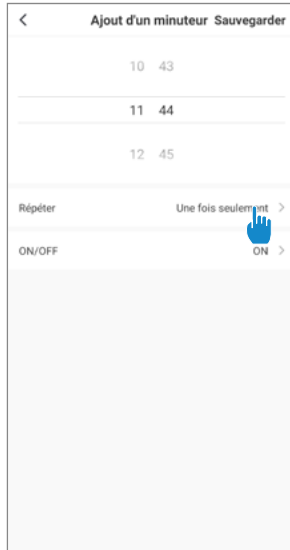 Ajout d'un minuteur Sauvegarder
10 43
11 44
12 45
Répéter Une fois seulement
ON/OFF ON